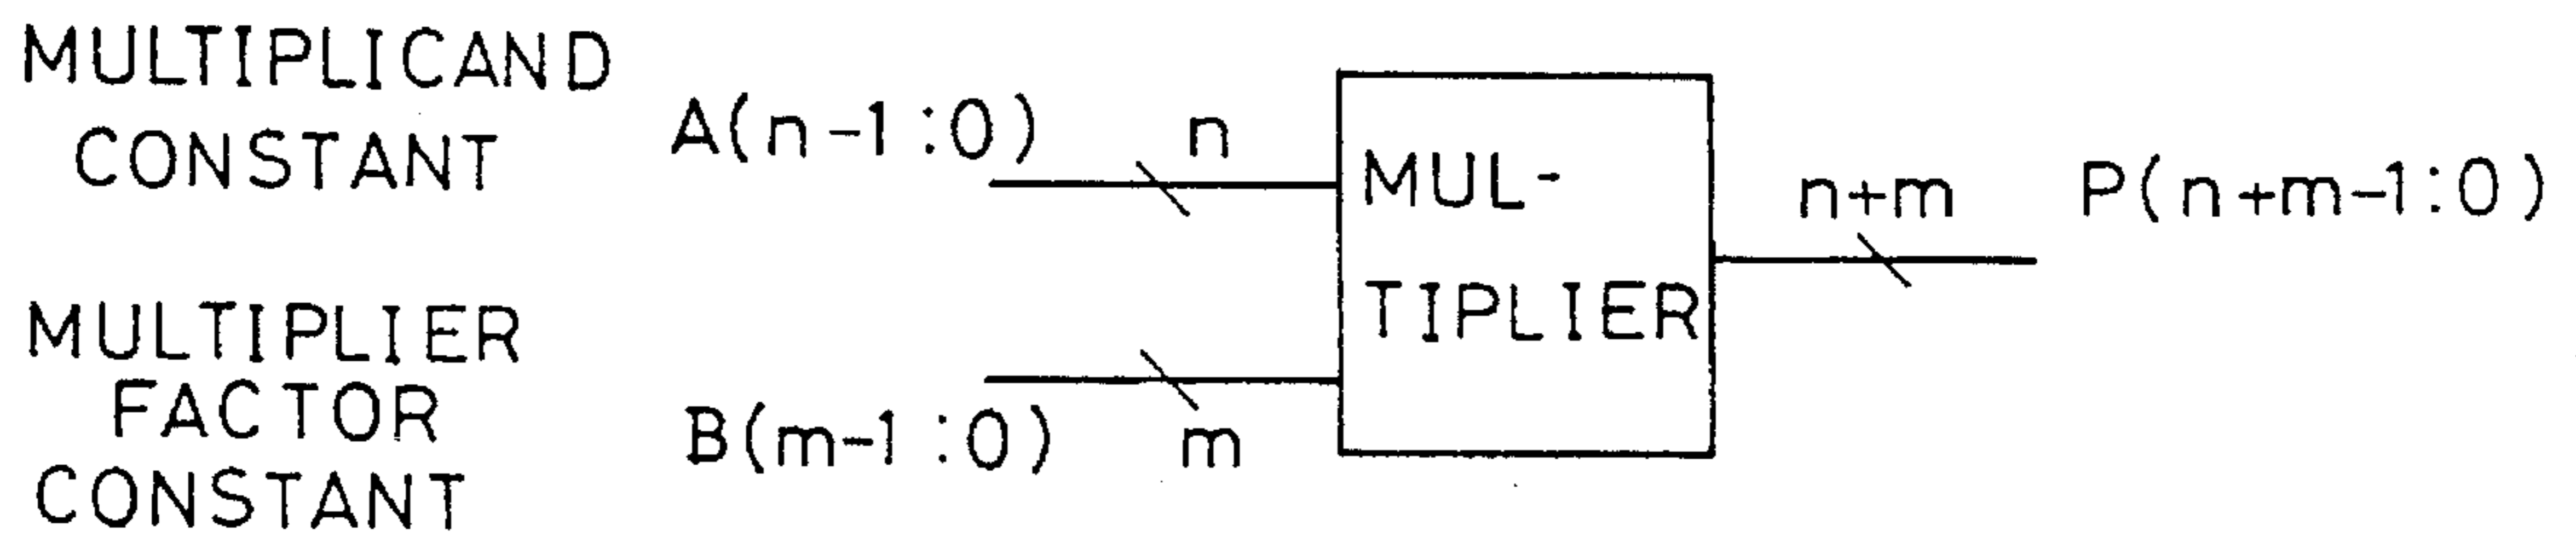 MULTIPLICAND
CONSTANT
A(n-1:0)
n
MUL-
TIPLIER
n+m
P(n+m-1:0)
MULTIPLIER
FACTOR
CONSTANT
B(m-1:0)
m